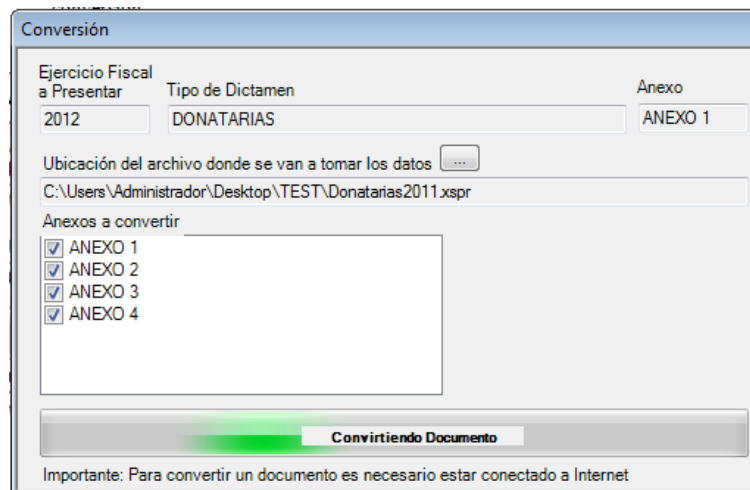 Conversión
Ejercicio Fiscal
a Presentar
Tipo de Dictamen
Anexo
2012
DONATARIAS
ANEXO 1
Ubicación del archivo donde se van a tomar los datos ...
C:\Users\Administrador\Desktop\TEST\Donatarias2011.xspr
Anexos a convertir
ANEXO 1
ANEXO 2
ANEXO 3
ANEXO 4
Convirtiendo Documento
Importante: Para convertir un documento es necesario estar conectado a Internet